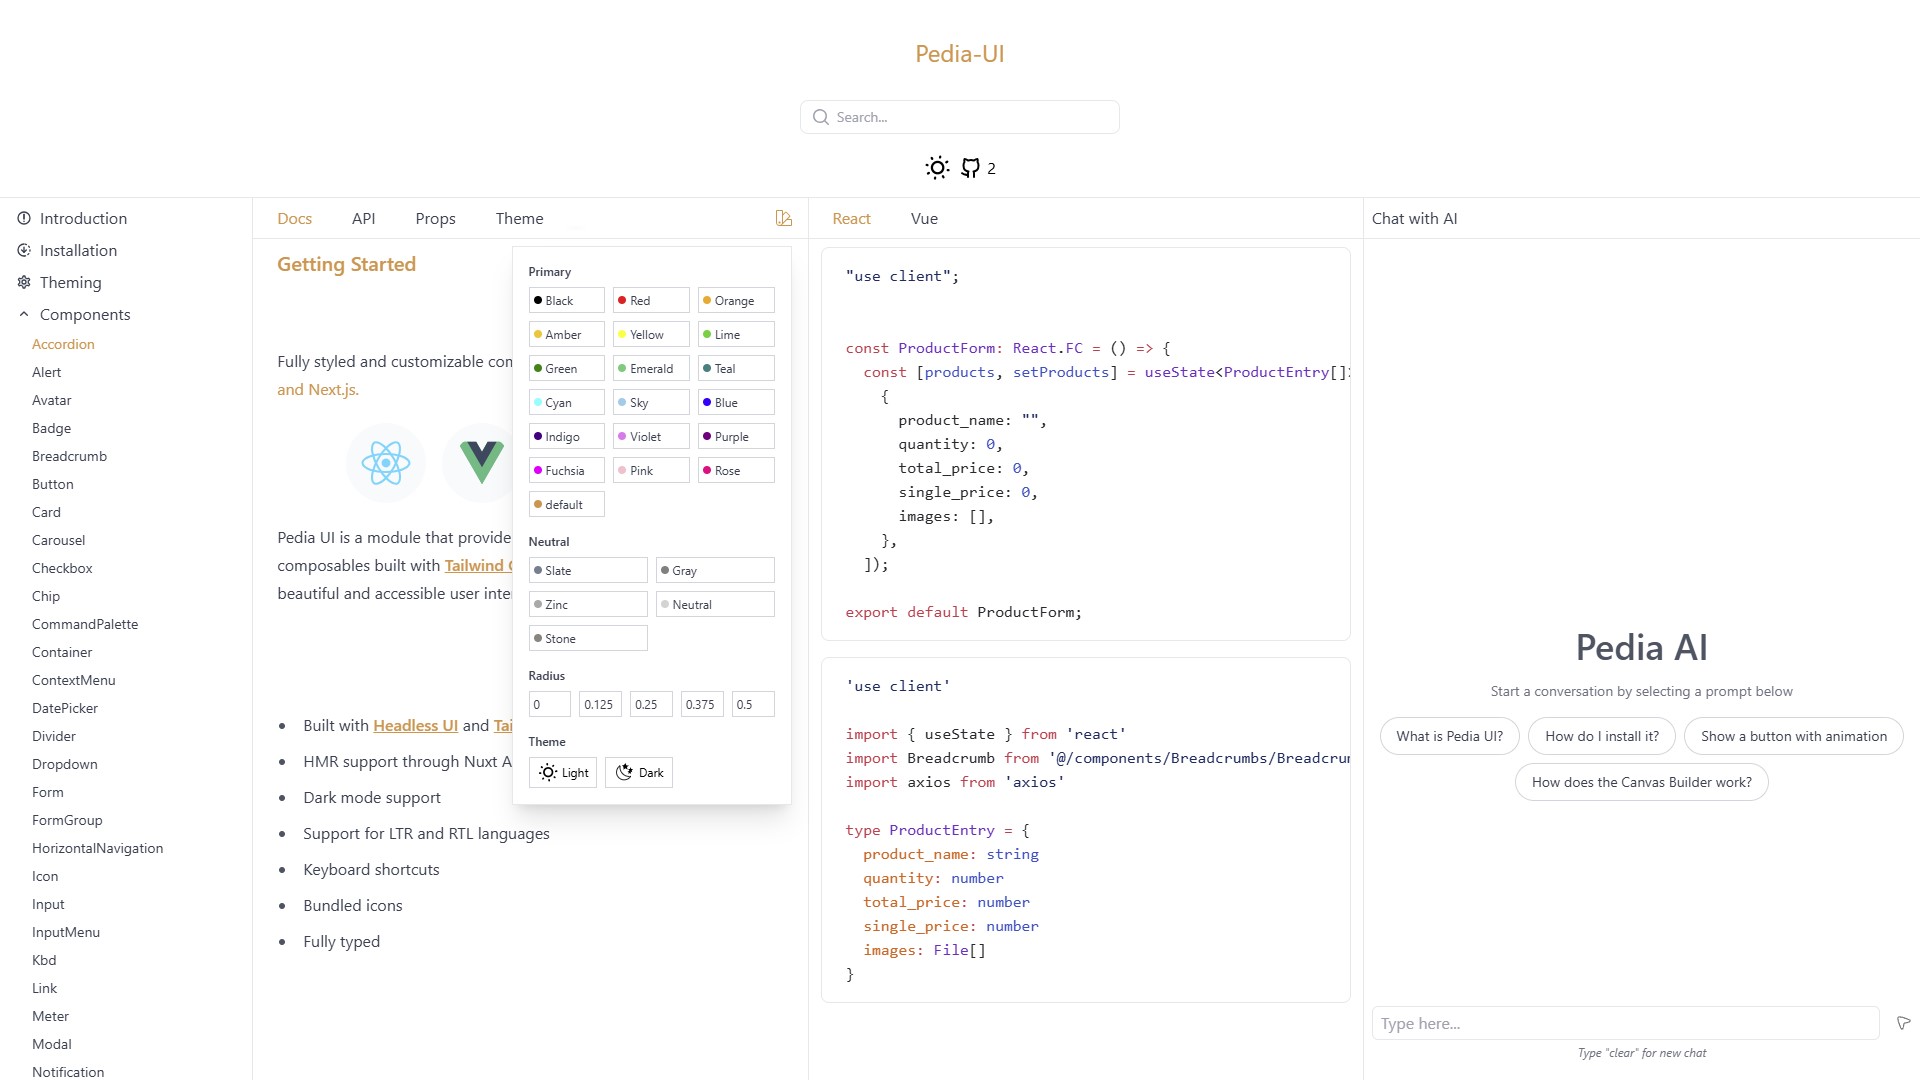 Pedia-UI
Search...
2
Introduction
Installation
Theming
Components
Accordion
Alert
Avatar
Badge
Breadcrumb
Button
Card
Carousel
Checkbox
Chip
CommandPalette
Container
ContextMenu
DatePicker
Divider
Dropdown
Form
FormGroup
HorizontalNavigation
Icon
Input
InputMenu
Kbd
Link
Meter
Modal
Notification
Docs API Props Theme
Getting Started
Fully styled and customizable
and Next.js.
Pedia UI is a module that
composables built with Tailwind
beautiful and accessible user
Built with Headless UI and
HMR support through Nuxt
Dark mode support
Support for LTR and RTL languages
Keyboard shortcuts
Bundled icons
Fully typed
Primary
Black Red Orange
Amber Yellow Lime
Green Emerald Teal
Cyan Sky Blue
Indigo Violet Purple
Fuchsia Pink Rose
default
Neutral
Slate Gray
Zinc Neutral
Stone
Radius
0 0.125 0.25 0.375 0.5
Theme
Light Dark
React Vue
"use client";
const ProductForm: React.FC = () => {
const [products, setProducts] = useState<ProductEntry[]
{
product_name: "",
quantity: 0,
total_price: 0,
single_price: 0,
images: [],
},
]);
export default ProductForm;
'use client'
import { useState } from 'react'
import Breadcrumb from '@/components/Breadcrumbs/
import axios from 'axios'
type ProductEntry = {
product_name: string
quantity: number
total_price: number
single_price: number
images: File[]
}
Chat with AI
Pedia AI
Start a conversation by selecting a prompt below
What is Pedia UI? How do I install it? Show a button with animation
How does the Canvas Builder work?
Type here...
Type "clear" for new chat